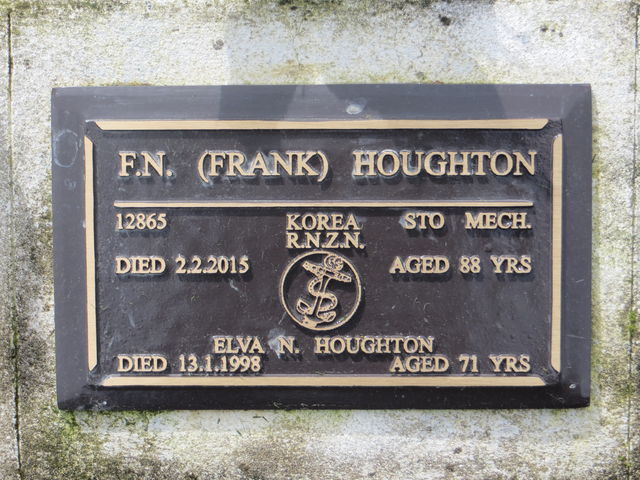 F.N. (FRANK) HOUGHTON
12865 KOREA STO MECH.
R.N.Z.N.
DIED 2.2.2015 AGED 88 YRS
ELVA N. HOUGHTON
DIED 13.1.1998 AGED 71 YRS